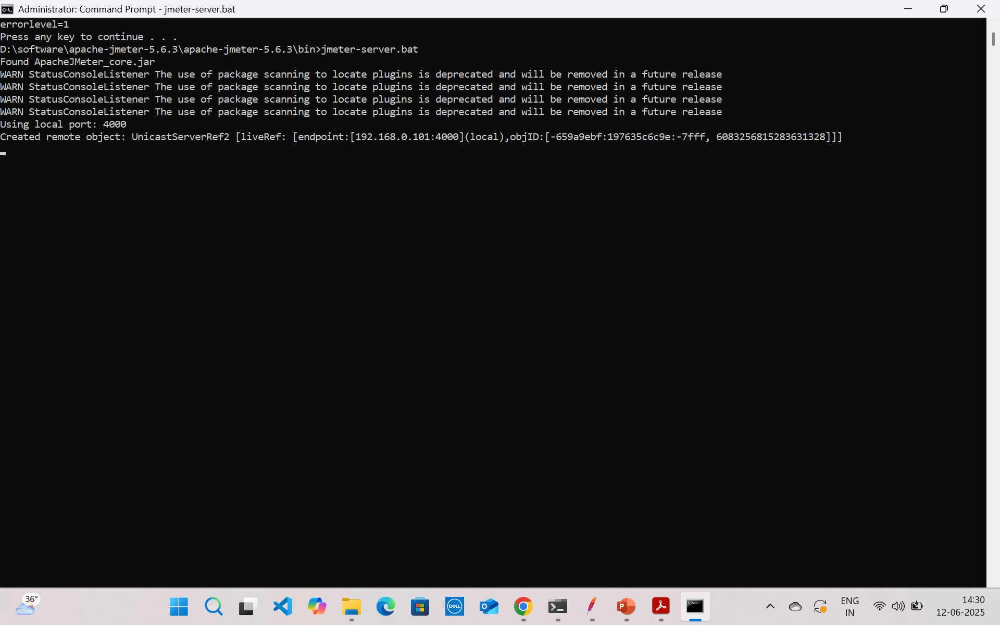 Administrator: Command Prompt - jmeter-server.bat
errorlevel=1
Press any key to continue . . .
D:\software\apache-jmeter-5.6.3\apache-jmeter-5.6.3\bin>jmeter-server.bat
Found ApacheJMeter_core.jar
WARN StatusConsoleListener The use of package scanning to locate plugins is deprecated and will be removed in a future release
WARN StatusConsoleListener The use of package scanning to locate plugins is deprecated and will be removed in a future release
WARN StatusConsoleListener The use of package scanning to locate plugins is deprecated and will be removed in a future release
WARN StatusConsoleListener The use of package scanning to locate plugins is deprecated and will be removed in a future release
Using local port: 4000
Created remote object: UnicastServerRef2 [liveRef: [endpoint:[192.168.0.101:4000](local),objID:[-659a9ebf:197635c6c9e:-7fff, 6083256815283631328]]]
36°
DELL
ENG
IN
14:30
12-06-2025